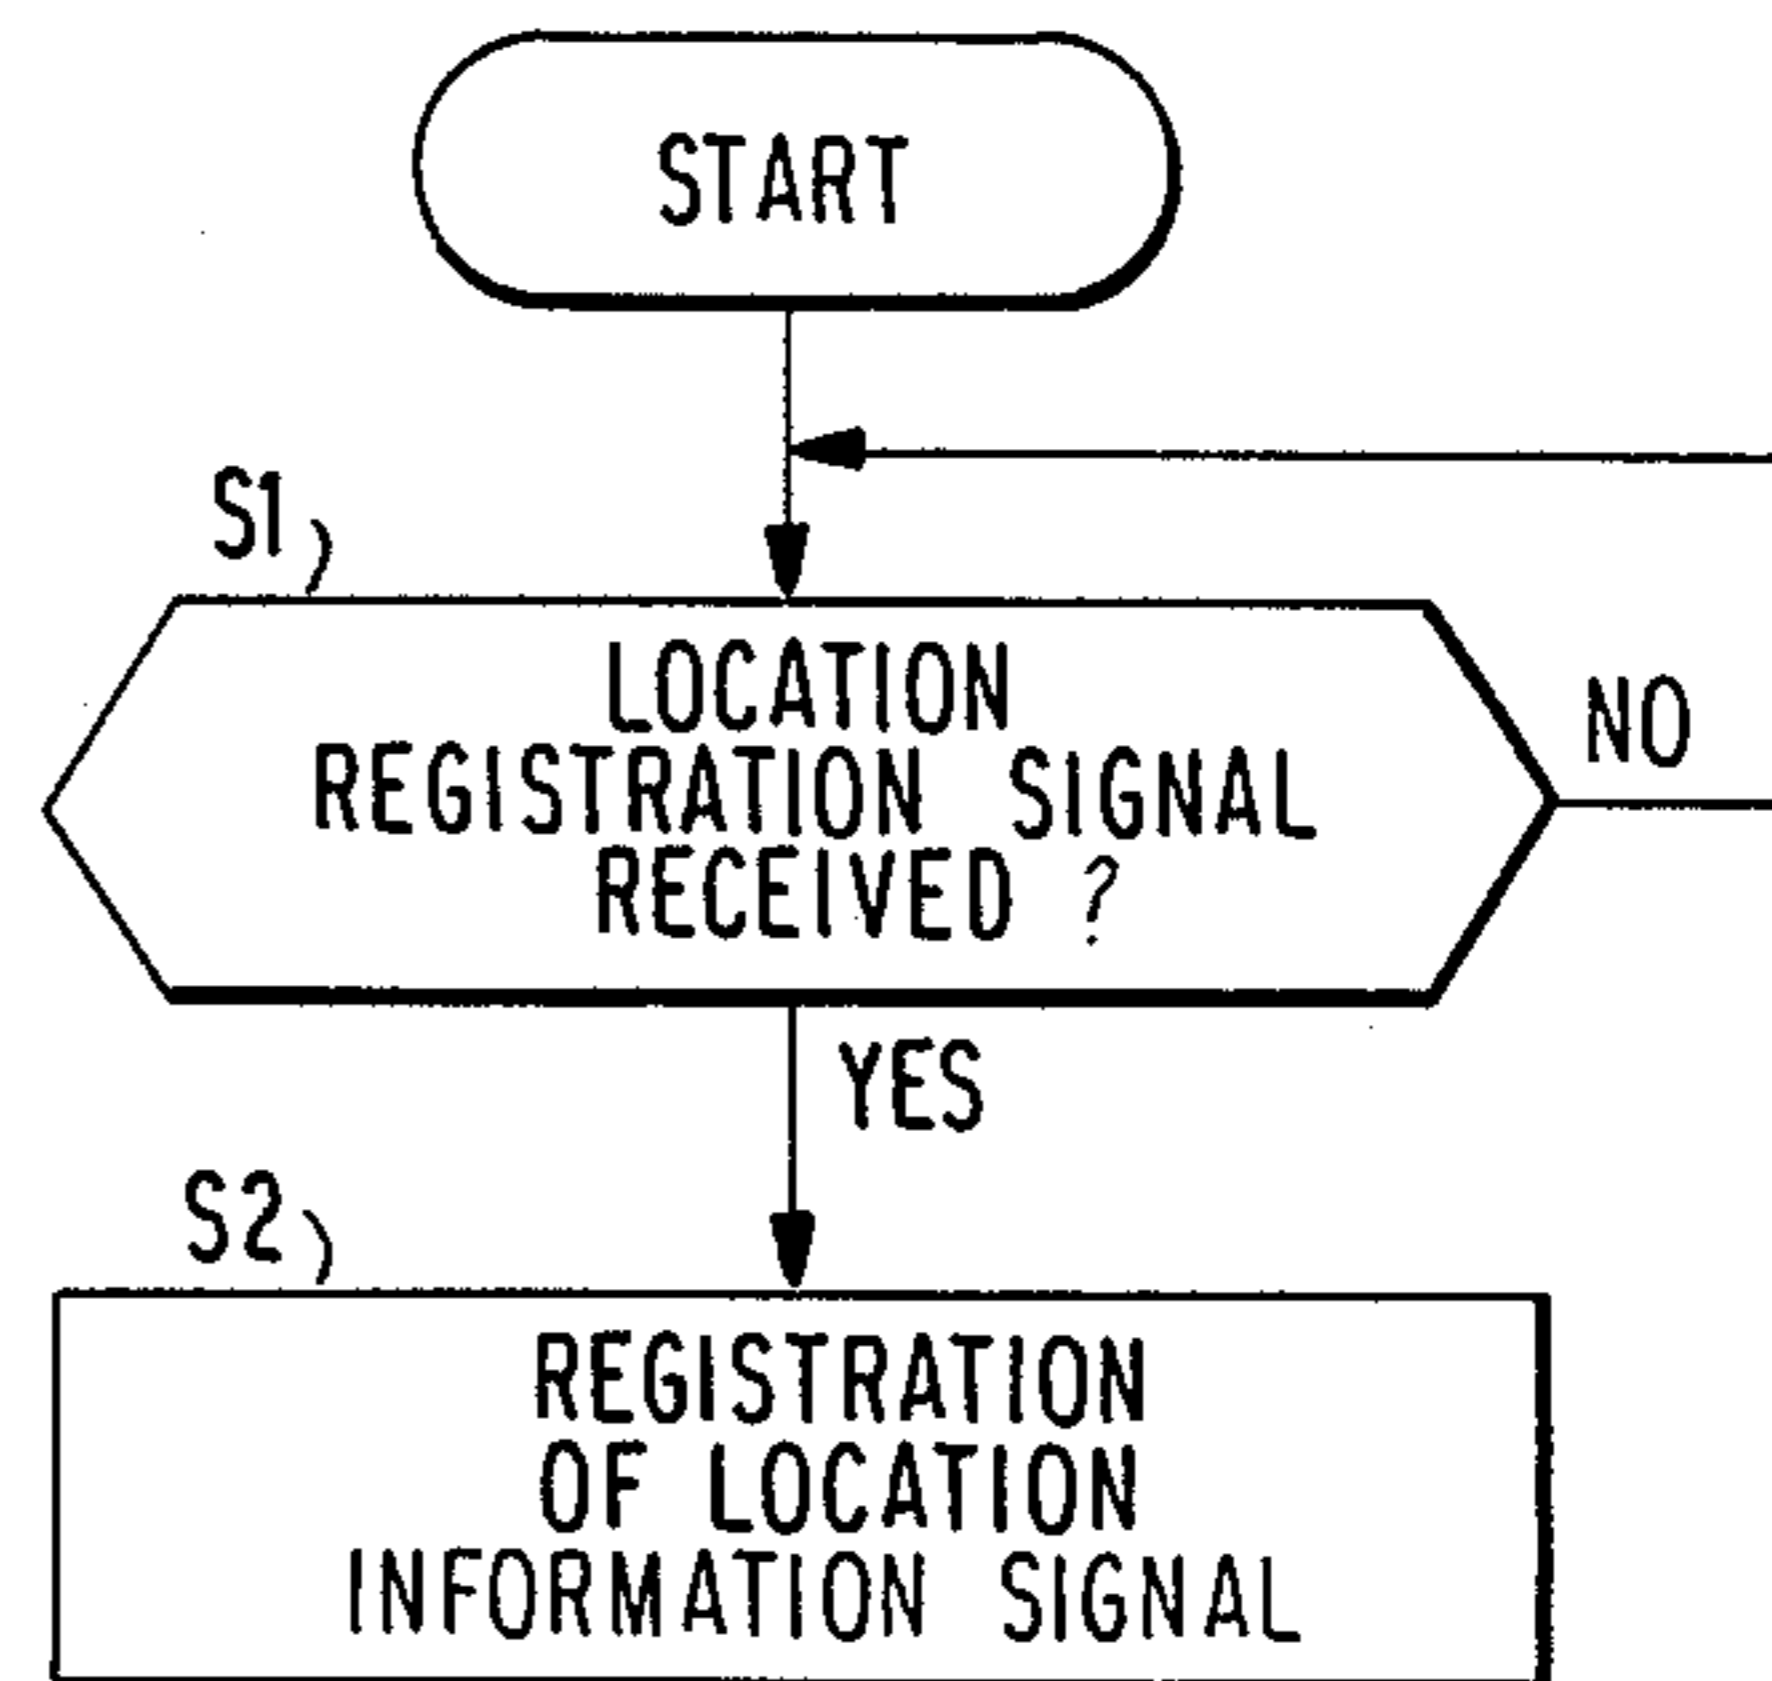 START
S1
LOCATION
REGISTRATION SIGNAL
RECEIVED ?
NO
YES
S2
REGISTRATION
OF LOCATION
INFORMATION SIGNAL